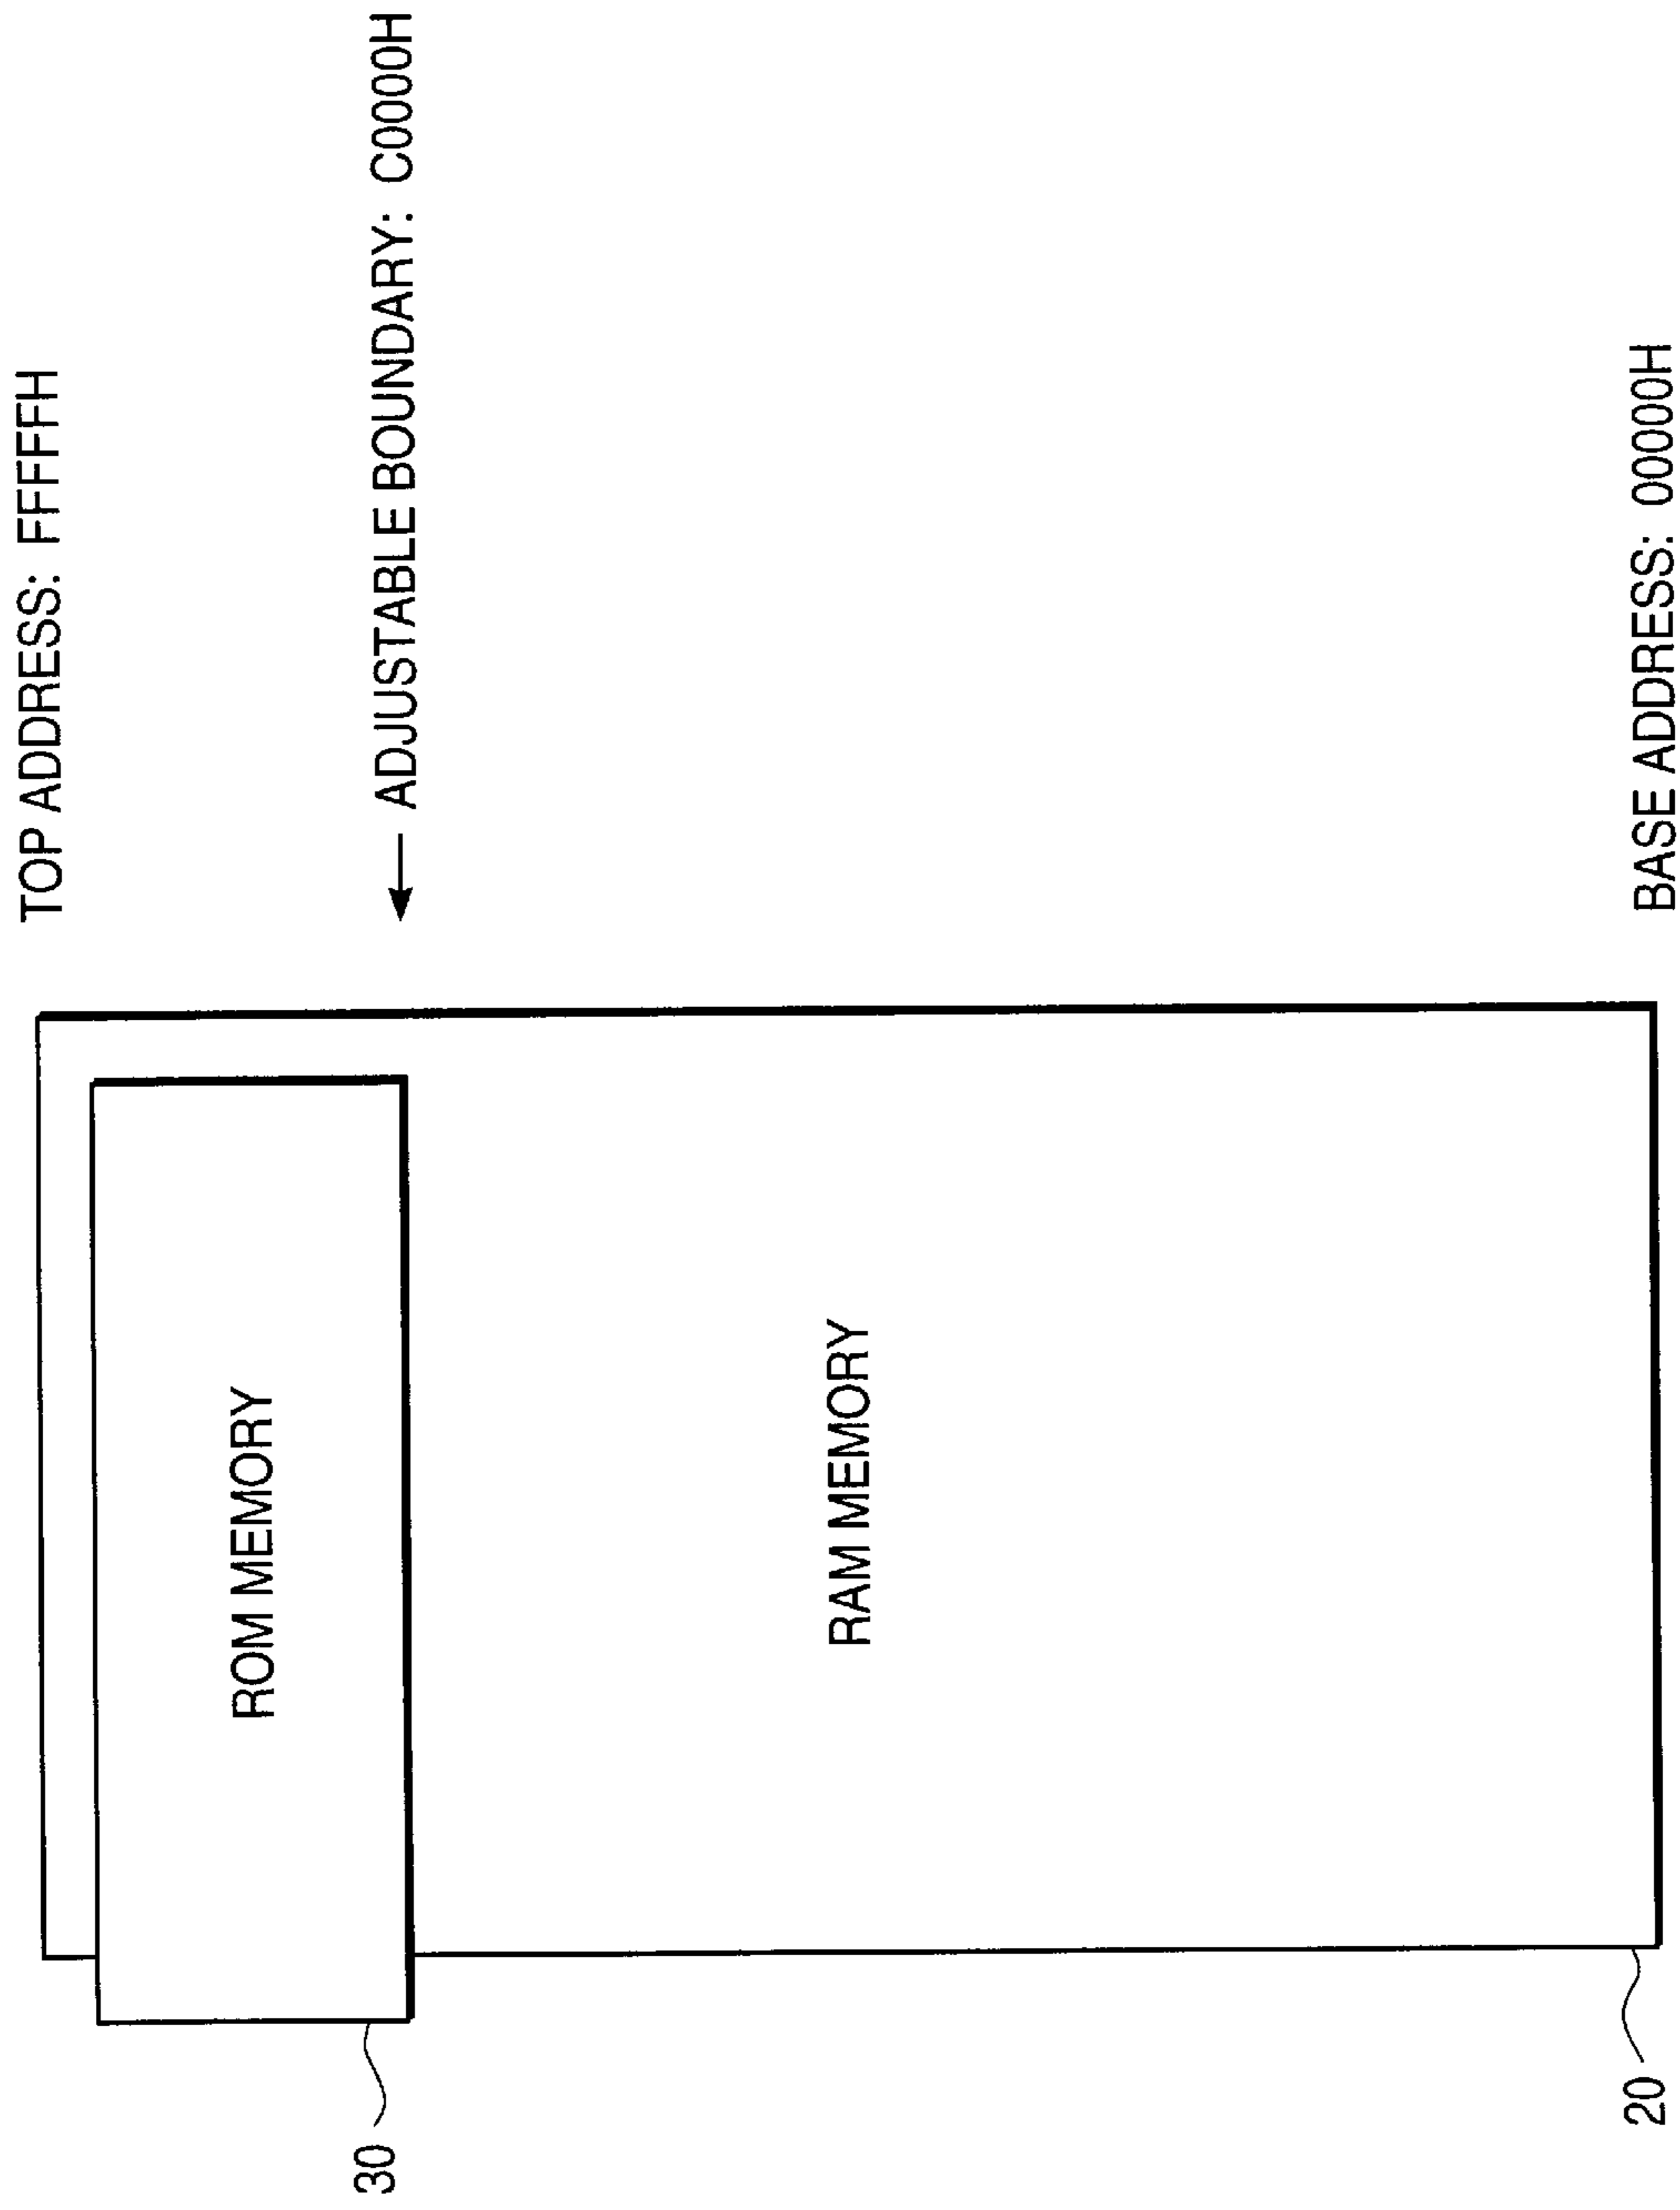 TOP ADDRESS: FFFFFH
ROM MEMORY
30
ADJUSTABLE BOUNDARY: C0000H
RAM MEMORY
20
BASE ADDRESS: 00000H